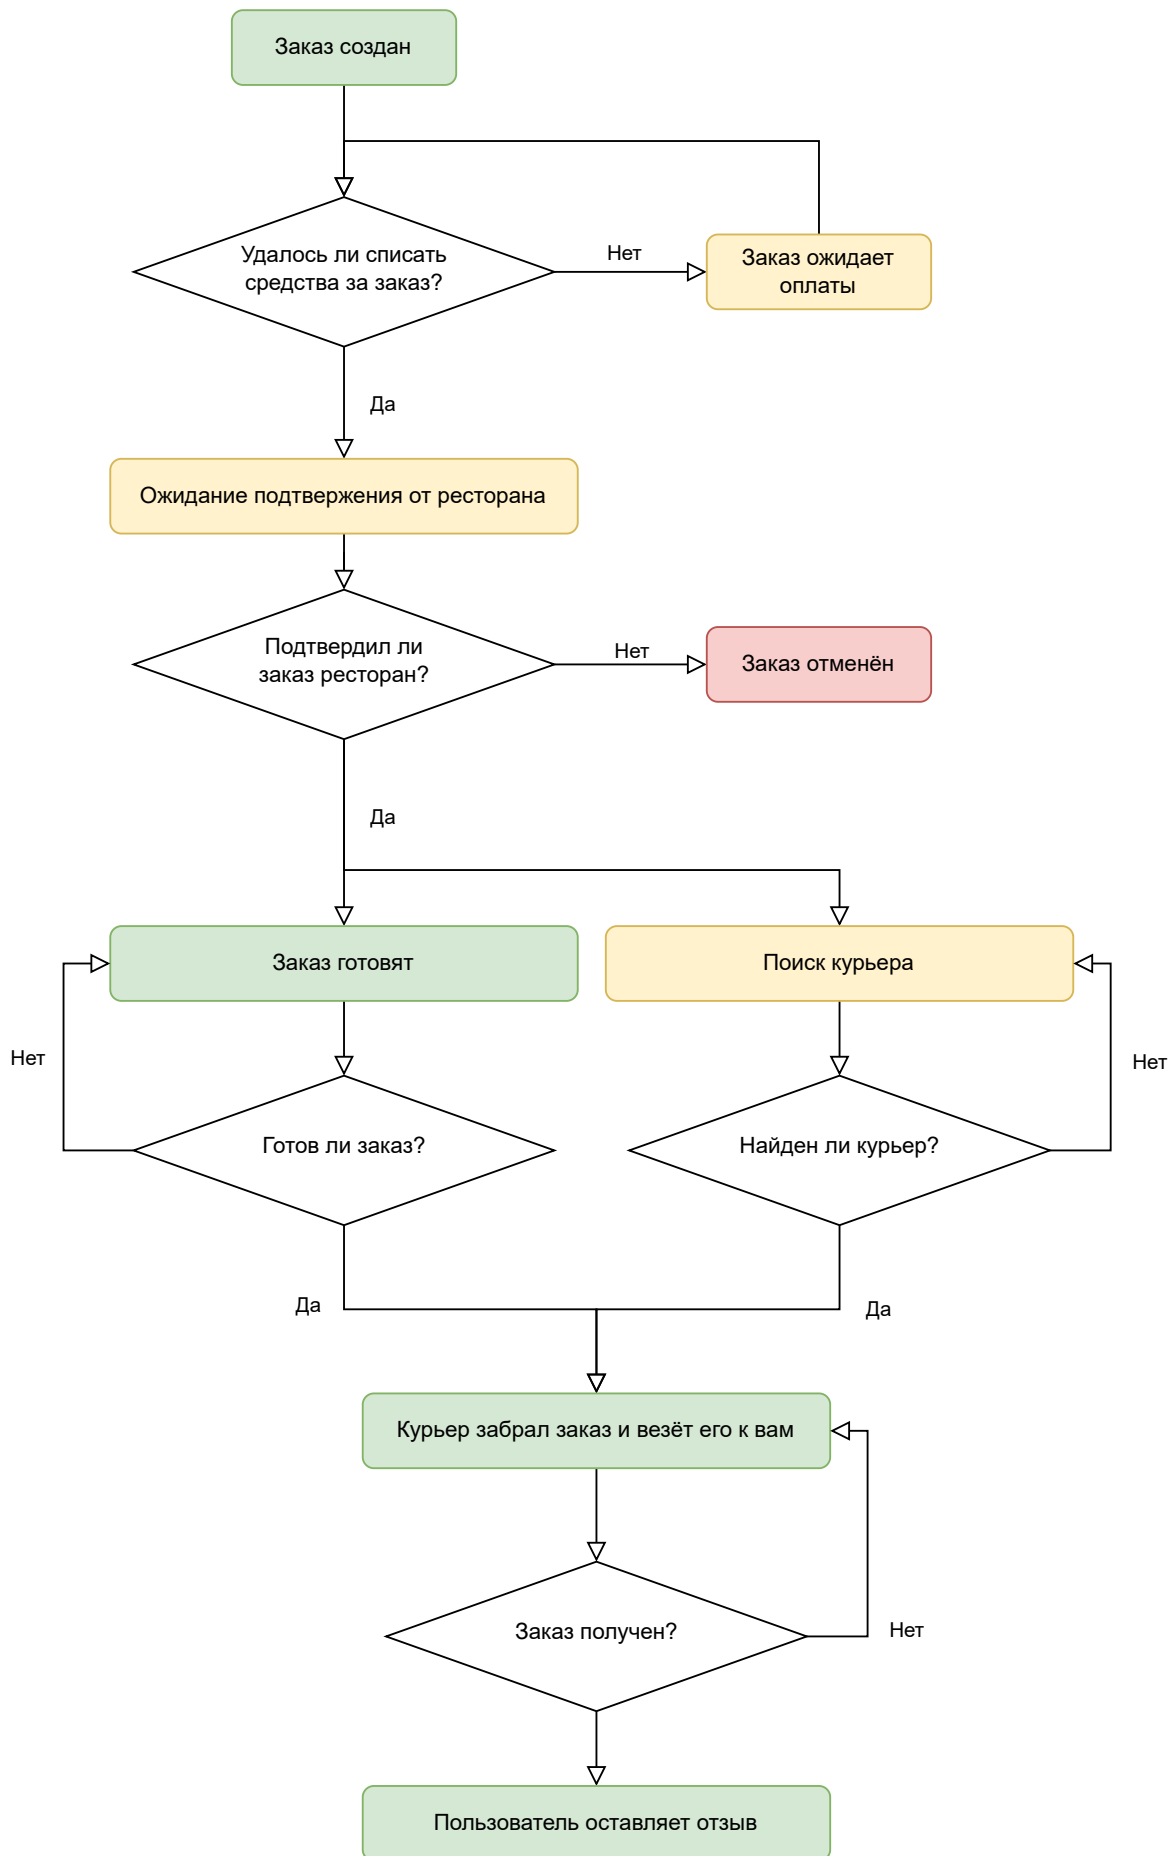 Заказ создан
Удалось ли списать
средства за заказ?
Нет
Заказ ожидает
оплаты
Да
Ожидание подтвержения от ресторана
Подтвердил ли
заказ ресторан?
Нет
Заказ отменён
Да
Заказ готовят
Поиск курьера
Нет
Нет
Готов ли заказ?
Найден ли курьер?
Да
Да
Курьер забрал заказ и везёт его к вам
Заказ получен?
Нет
Пользователь оставляет отзыв